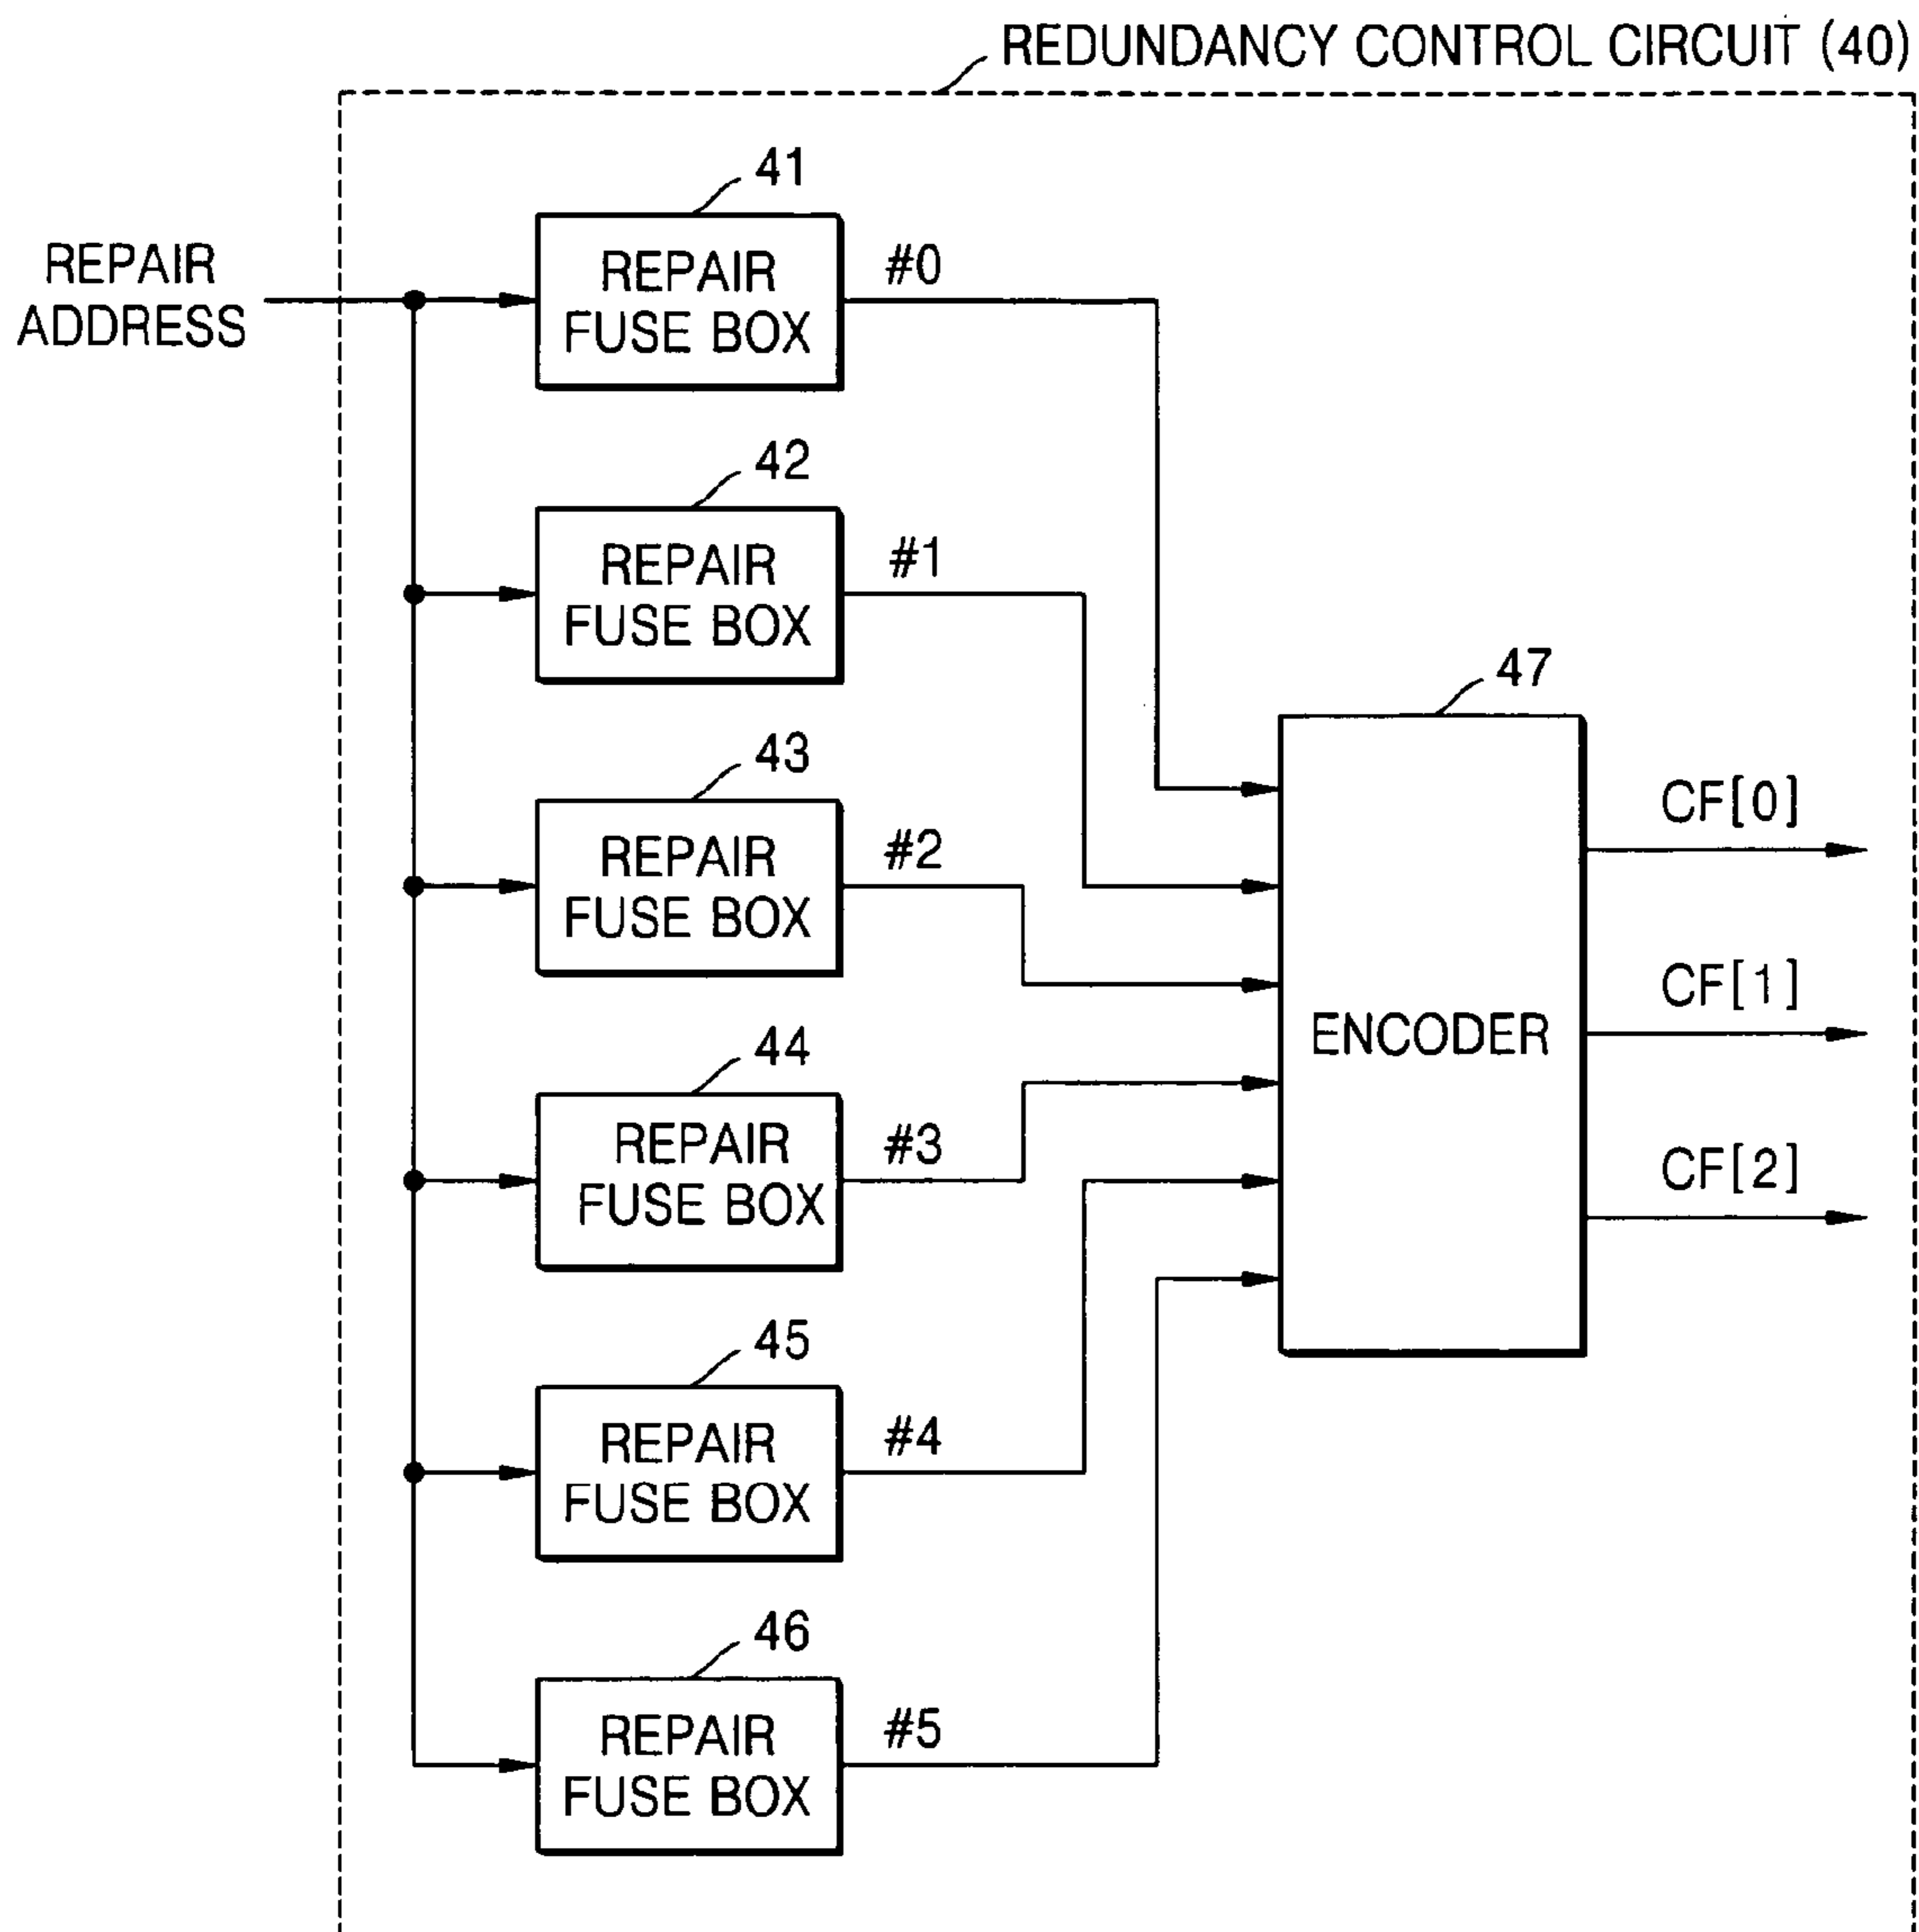 REDUNDANCY CONTROL CIRCUIT (40)
REPAIR
ADDRESS
41
REPAIR
FUSE BOX
#0
42
REPAIR
FUSE BOX
#1
43
REPAIR
FUSE BOX
#2
44
REPAIR
FUSE BOX
#3
45
REPAIR
FUSE BOX
#4
46
REPAIR
FUSE BOX
#5
47
ENCODER
CF[0]
CF[1]
CF[2]